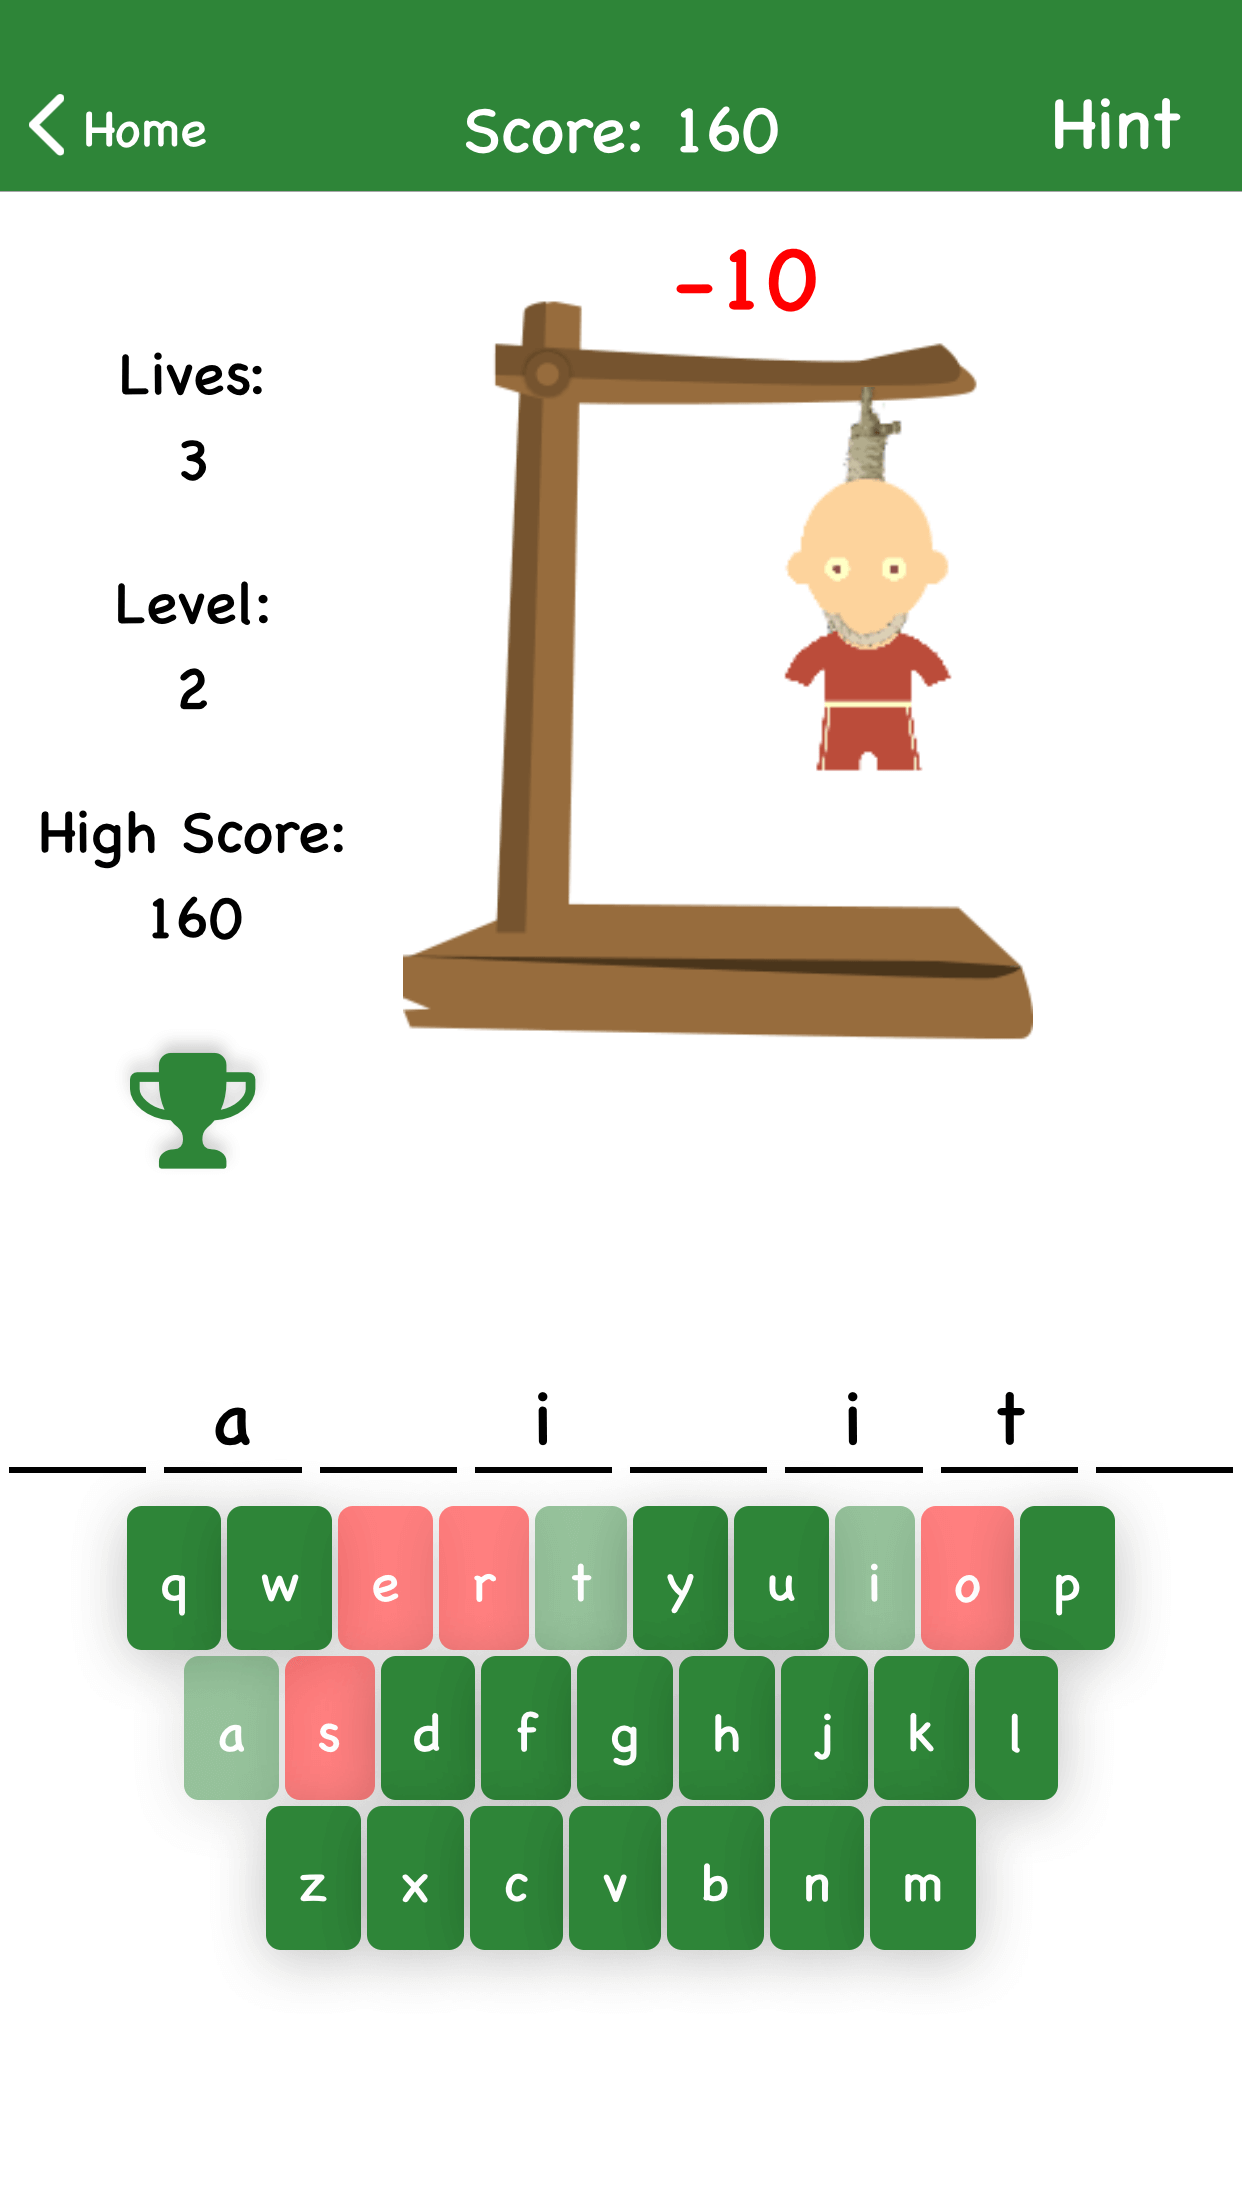 Home Score: 160 Hint
-10
Lives:
3
Level:
2
High Score:
160
a i i t
q w e r t y u i o p
a s d f g h j k l
z x c v b n m